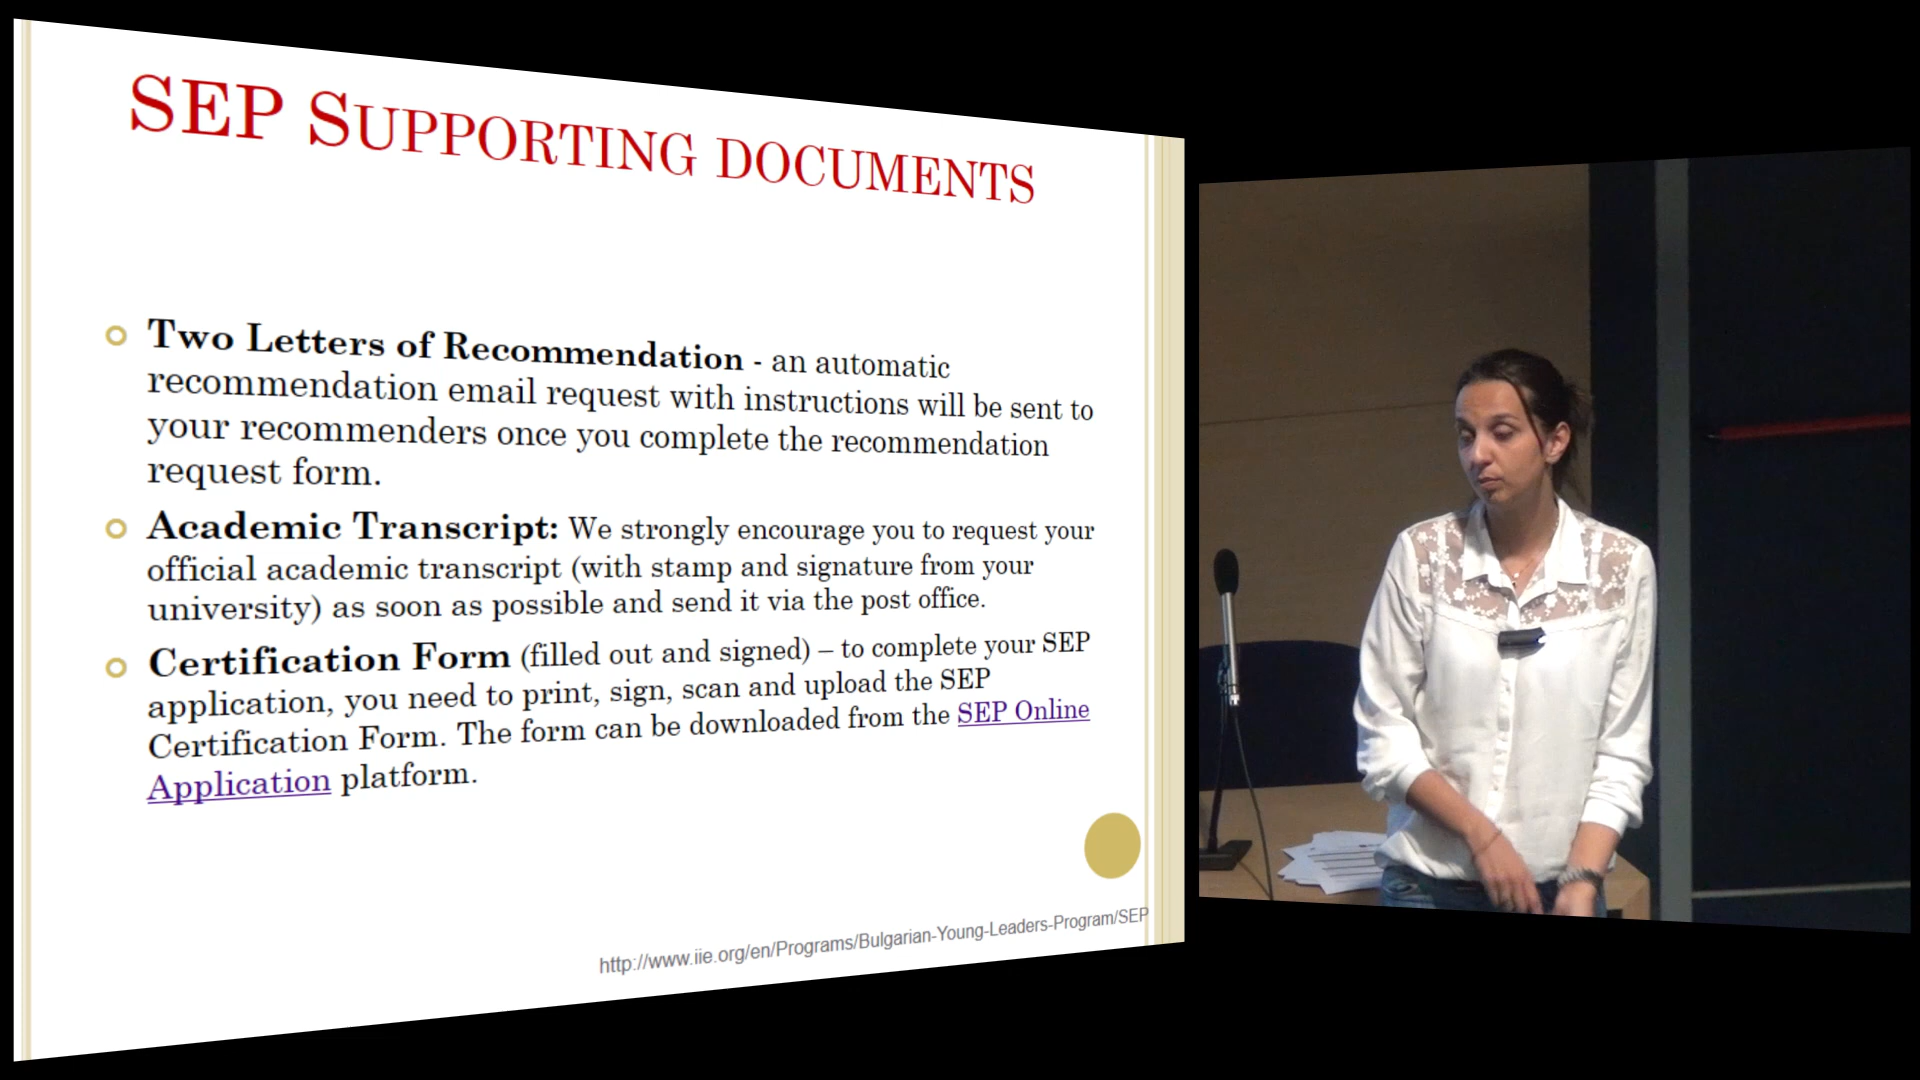 SEP SUPPORTING DOCUMENTS
Two Letters of Recommendation - an automatic
recommendation email request with instructions will be sent to
your recommenders once you complete the recommendation
request form.
Academic Transcript: We strongly encourage you to request your
official academic transcript (with stamp and signature from your
university) as soon as possible and send it via the post office.
Certification Form (filled out and signed) – to complete your SEP
application, you need to print, sign, scan and upload the SEP
Certification Form. The form can be downloaded from the SEP Online
Application platform.
http://www.iie.org/en/Programs/Bulgarian-Young-Leaders-Program/SEP